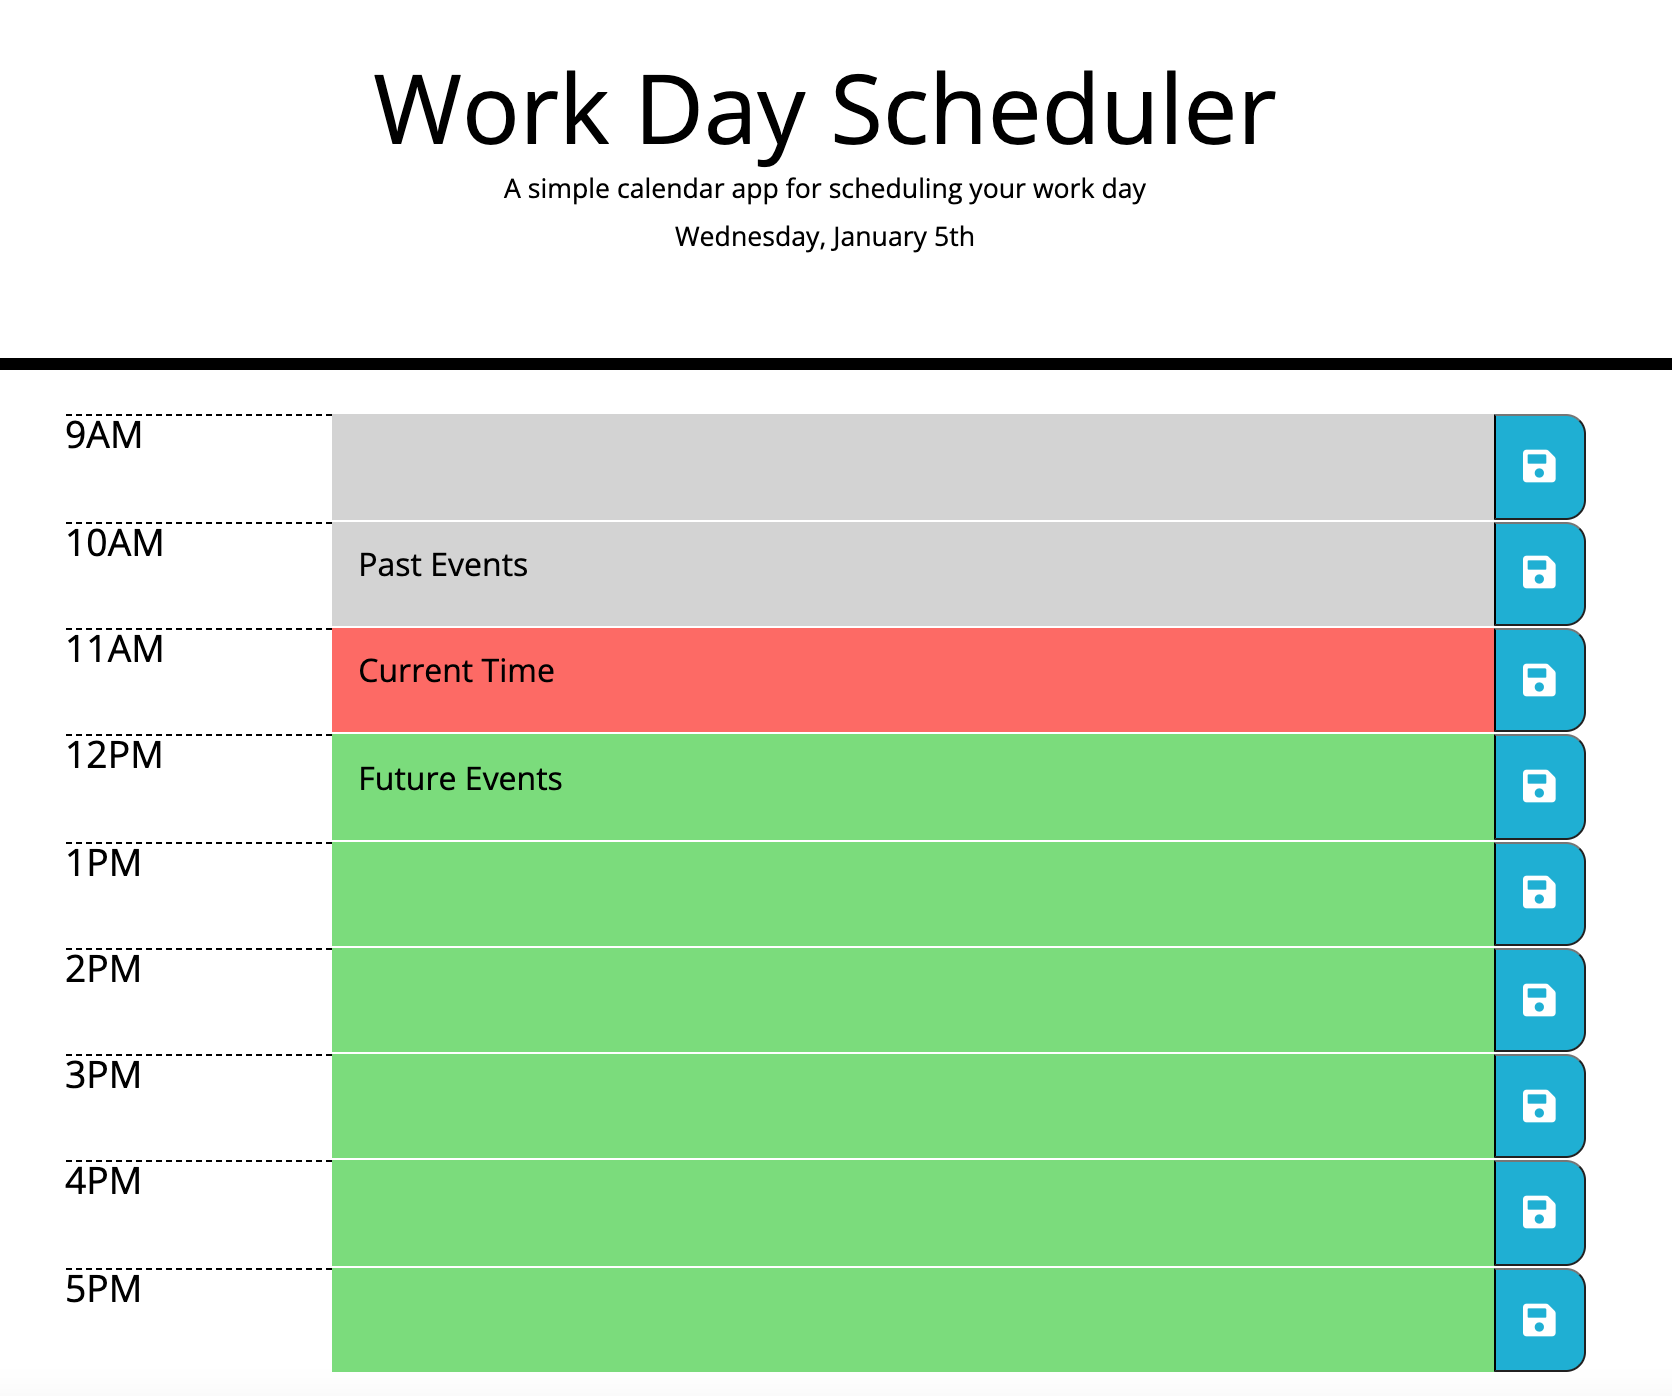 Work Day Scheduler
A simple calendar app for scheduling your work day
Wednesday, January 5th
9AM
10AM
Past Events
11AM
Current Time
12PM
Future Events
1PM
2PM
3PM
4PM
5PM